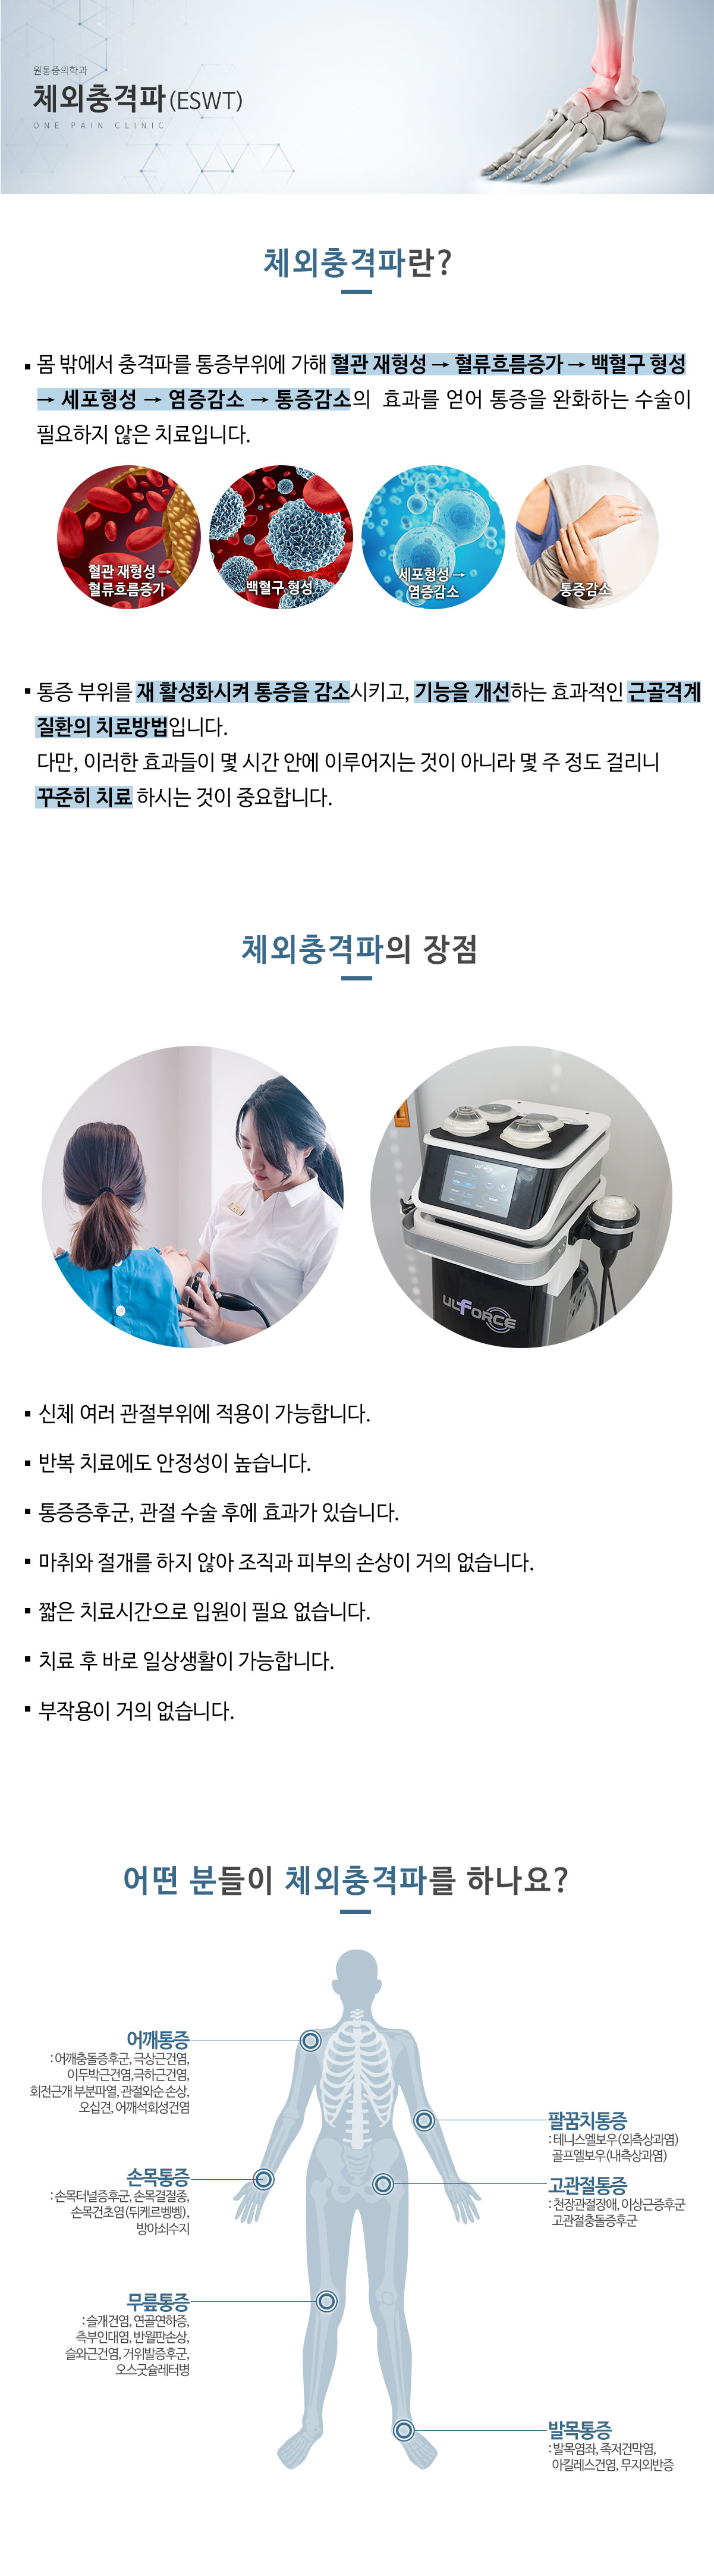 원통증의학과
체외충격파(ESWT)
ONE PAIN CLINIC
체외충격파란?
▪ 몸 밖에서 충격파를 통증부위에 가해 혈관 재형성 → 혈류흐름증가 → 백혈구 형성
→ 세포형성 → 염증감소 → 통증감소의 효과를 얻어 통증을 완화하는 수술이
필요하지 않은 치료입니다.
혈관 재형성 →
혈류흐름증가
백혈구 형성
세포형성 →
염증감소
통증감소
▪ 통증 부위를 재 활성화시켜 통증을 감소시키고, 기능을 개선하는 효과적인 근골격계
질환의 치료방법입니다.
다만, 이러한 효과들이 몇 시간 안에 이루어지는 것이 아니라 몇 주 정도 걸리니
꾸준히 치료 하시는 것이 중요합니다.
체외충격파의 장점
ULFORCE
▪ 신체 여러 관절부위에 적용이 가능합니다.
▪ 반복 치료에도 안정성이 높습니다.
▪ 통증증후군, 관절 수술 후에 효과가 있습니다.
▪ 마취와 절개를 하지 않아 조직과 피부의 손상이 거의 없습니다.
▪ 짧은 치료시간으로 입원이 필요 없습니다.
▪ 치료 후 바로 일상생활이 가능합니다.
▪ 부작용이 거의 없습니다.
어떤 분들이 체외충격파를 하나요?
어깨통증
: 어깨충돌증후군, 극상근건염,
이두박근건염,극하근건염,
회전근개 부분파열, 관절와순 손상,
오십견, 어깨석회성건염
팔꿈치통증
: 테니스엘보우(외측상과염)
골프엘보우(내측상과염)
손목통증
: 손목터널증후군, 손목결절종,
손목건초염(뒤케르벵병),
방아쇠수지
고관절통증
: 천장관절장애, 이상근증후군
고관절충돌증후군
무릎통증
: 슬개건염, 연골연하증,
측부인대염, 반월판손상,
슬와근건염, 거위발증후군,
오스굿슐레터병
발목통증
: 발목염좌, 족저건막염,
아킬레스건염, 무지외반증